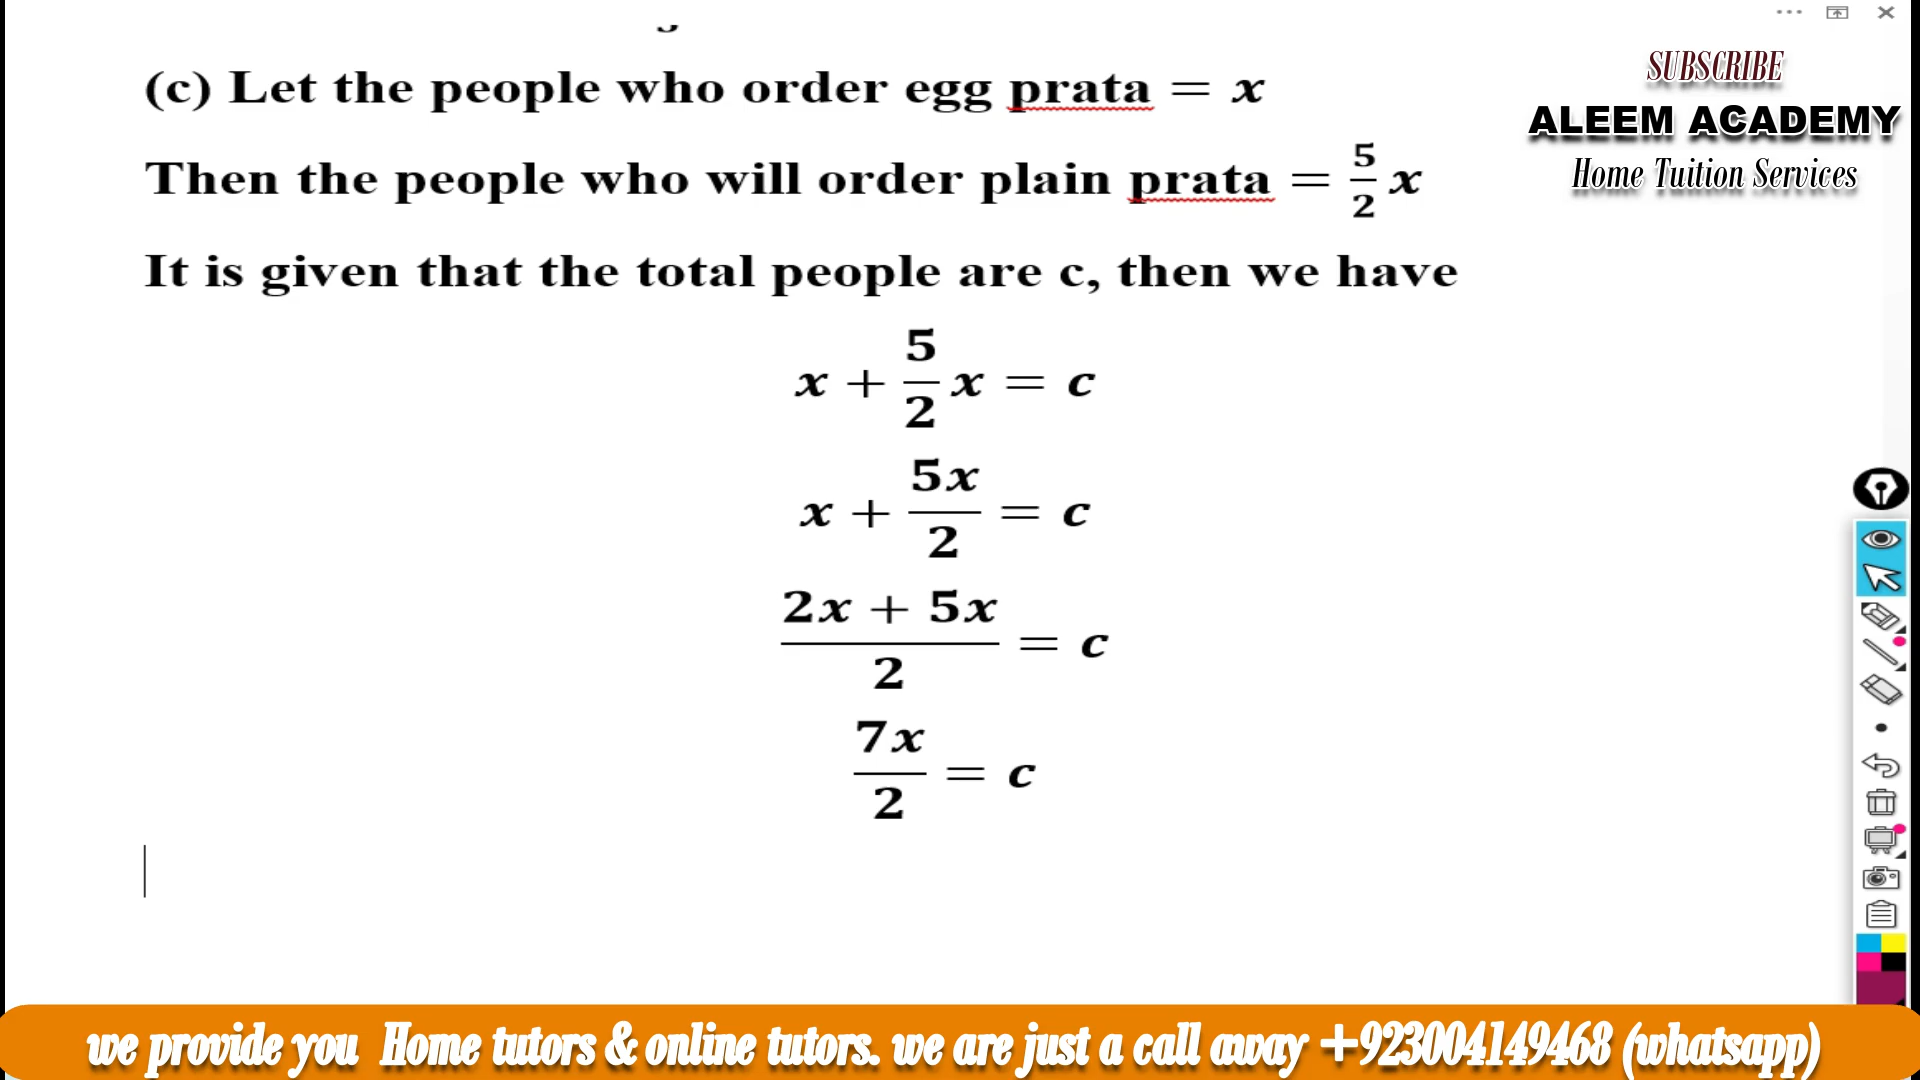 (c) Let the people who order egg prata = x
Then the people who will order plain prata = 5/2 x
It is given that the total people are c, then we have
x + 5/2 x = c
x + 5x/2 = c
2x + 5x/2 = c
7x/2 = c
SUBSCRIBE
ALEEM ACADEMY
Home Tuition Services
we provide you Home tutors & online tutors. we are just a call away +923004149468 (whatsapp)